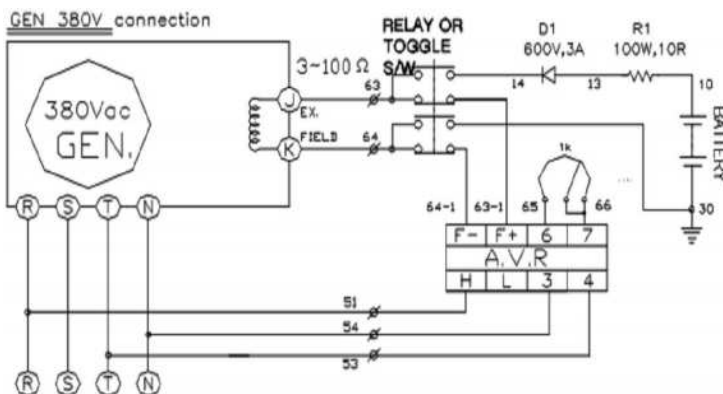 GEN 380V connection
RELAY OR
TOGGLE
S/W
D1
600V,3A
R1
100W,10R
3~100 Ω
63
14
13
10
380Vac
GEN.
J
EX.
K
FIELD
64
BATTERY
1k
64-1
63-1
65
66
30
R
S
T
N
F-
F+
6
7
A.V.R
H
L
3
4
51
54
53
R
S
T
N